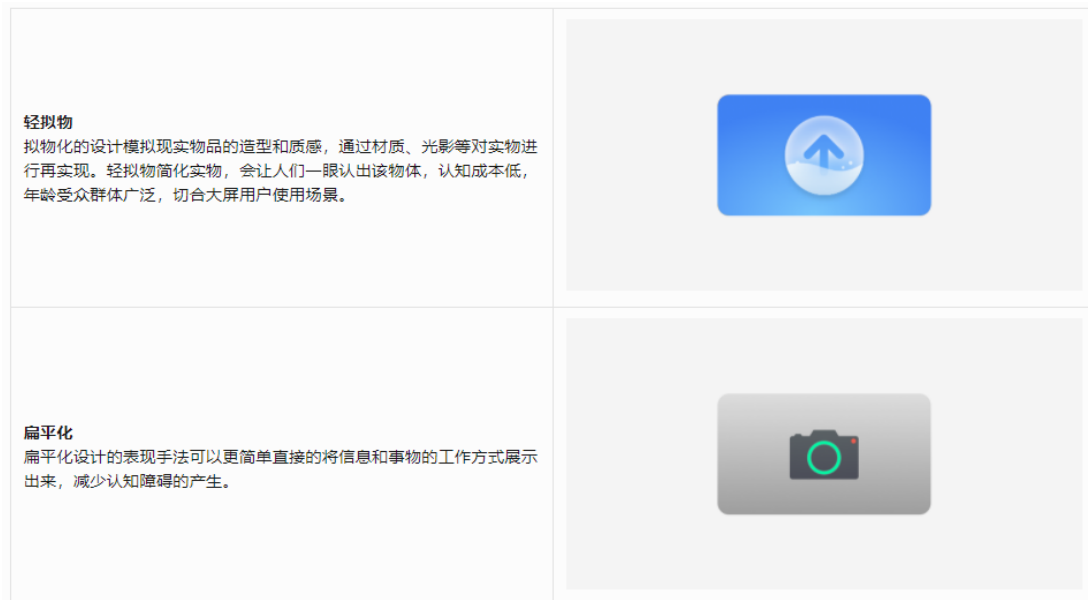 轻拟物
拟物化的设计模拟现实物品的造型和质感，通过材质、光影等对实物进
行再实现。轻拟物简化实物，会让人们一眼认出该物体，认知成本低，
年龄受众群体广泛，切合大屏用户使用场景。
扁平化
扁平化设计的表现手法可以更简单直接的将信息和事物的工作方式展示
出来，减少认知障碍的产生。